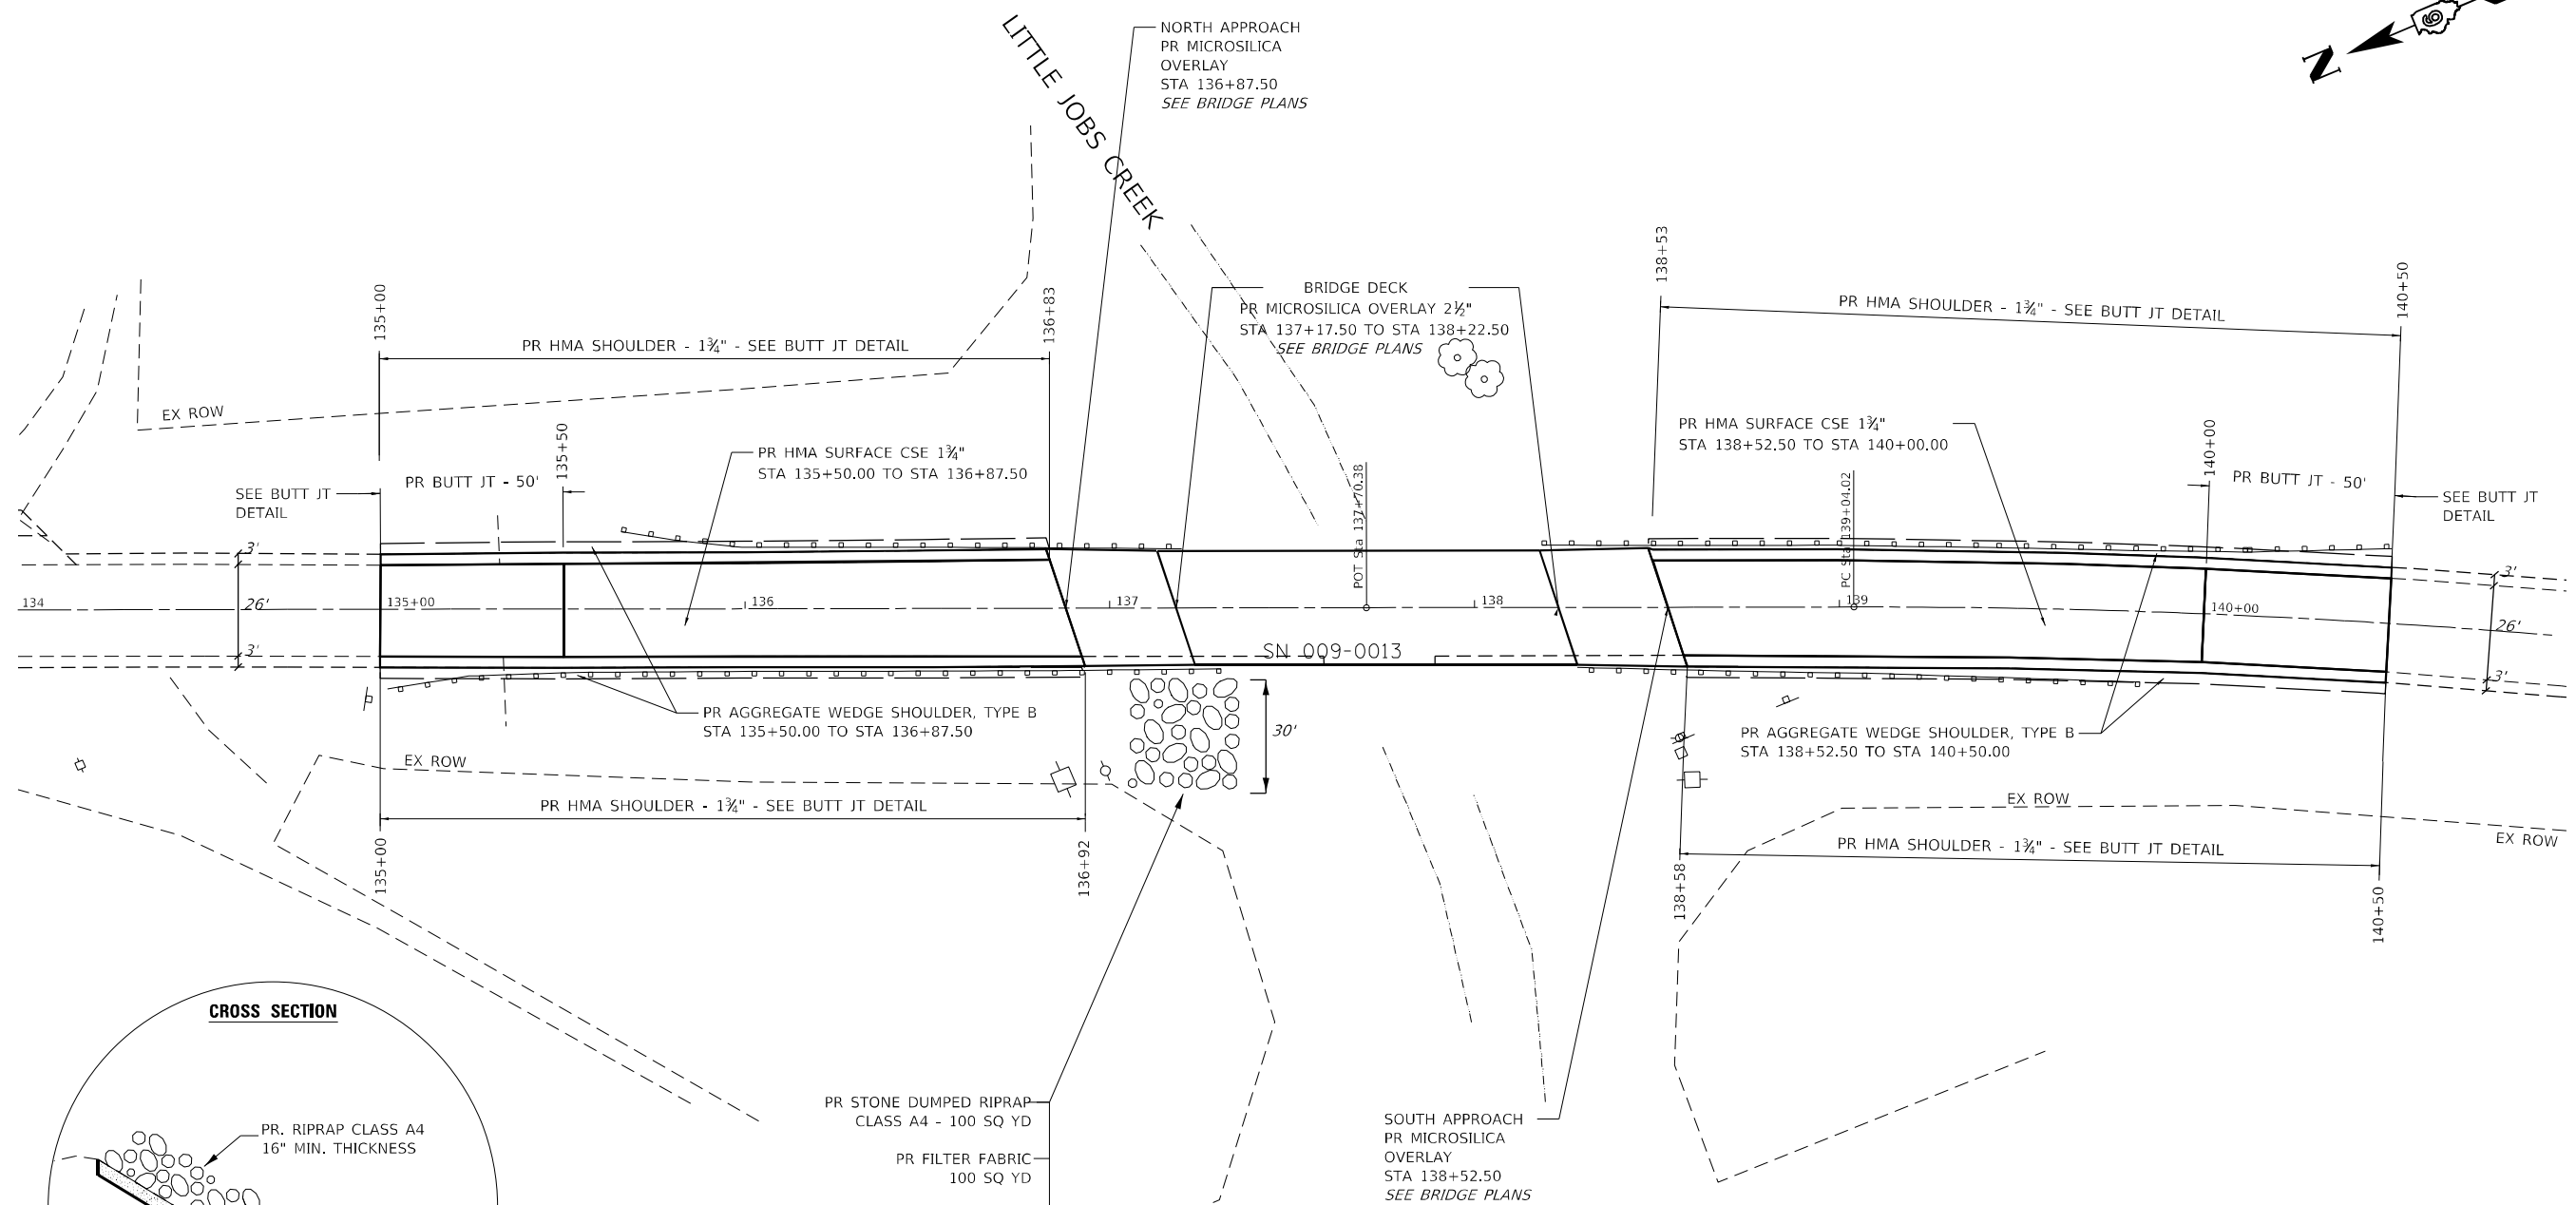 LITTLE JOBS CREEK
NORTH APPROACH
PR MICROSILICA
OVERLAY
STA 136+87.50
SEE BRIDGE PLANS
N
6
135+00
PR HMA SHOULDER - 1¾" - SEE BUTT JT DETAIL
136+83
BRIDGE DECK
PR MICROSILICA OVERLAY 2½"
STA 137+17.50 TO STA 138+22.50
SEE BRIDGE PLANS
138+53
PR HMA SHOULDER - 1¾" - SEE BUTT JT DETAIL
140+50
EX ROW
135+50
PR HMA SURFACE CSE 1¾"
STA 135+50.00 TO STA 136+87.50
PR HMA SURFACE CSE 1¾"
STA 138+52.50 TO STA 140+00.00
140+00
SEE BUTT JT
DETAIL
PR BUTT JT - 50'
POT Sta 137+70.38
PC Sta 139+04.02
PR BUTT JT - 50'
SEE BUTT JT
DETAIL
3'
26'
3'
134
135+00
136
137
138
139
140+00
3'
26'
3'
SN 009-0013
PR AGGREGATE WEDGE SHOULDER, TYPE B
STA 135+50.00 TO STA 136+87.50
30'
PR AGGREGATE WEDGE SHOULDER, TYPE B
STA 138+52.50 TO STA 140+50.00
EX ROW
PR HMA SHOULDER - 1¾" - SEE BUTT JT DETAIL
135+00
136+92
EX ROW
EX ROW
PR HMA SHOULDER - 1¾" - SEE BUTT JT DETAIL
138+58
140+50
CROSS SECTION
PR. RIPRAP CLASS A4
16" MIN. THICKNESS
PR STONE DUMPED RIPRAP
CLASS A4 - 100 SQ YD
PR FILTER FABRIC
100 SQ YD
SOUTH APPROACH
PR MICROSILICA
OVERLAY
STA 138+52.50
SEE BRIDGE PLANS